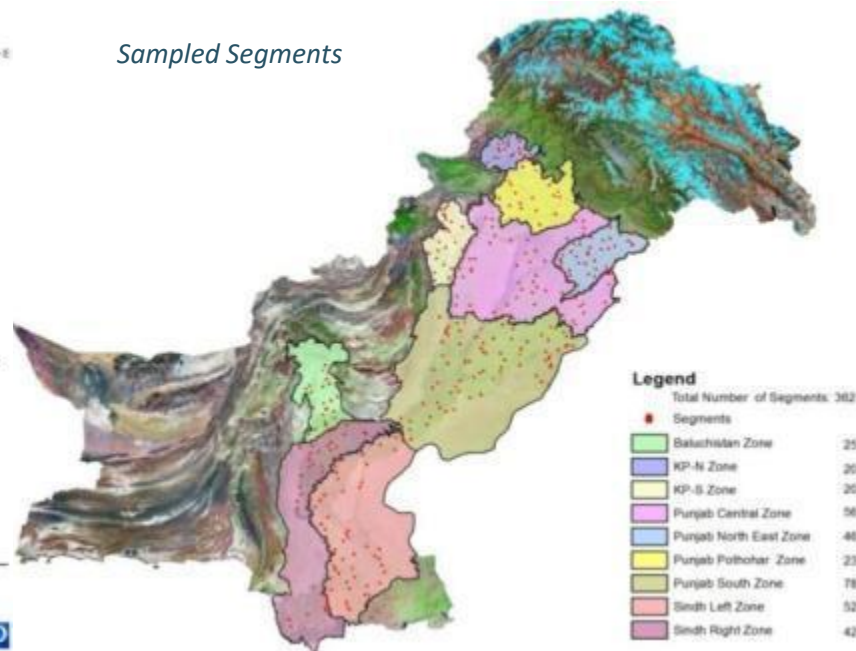 Sampled Segments
Legend
Total Number of Segments: 362
Segments
Baluchistan Zone 25
KP-N Zone 20
KP-S Zone 20
Punjab Central Zone 56
Punjab North East Zone 46
Punjab Pothohar Zone 23
Punjab South Zone 78
Sindh Left Zone 52
Sindh Right Zone 42